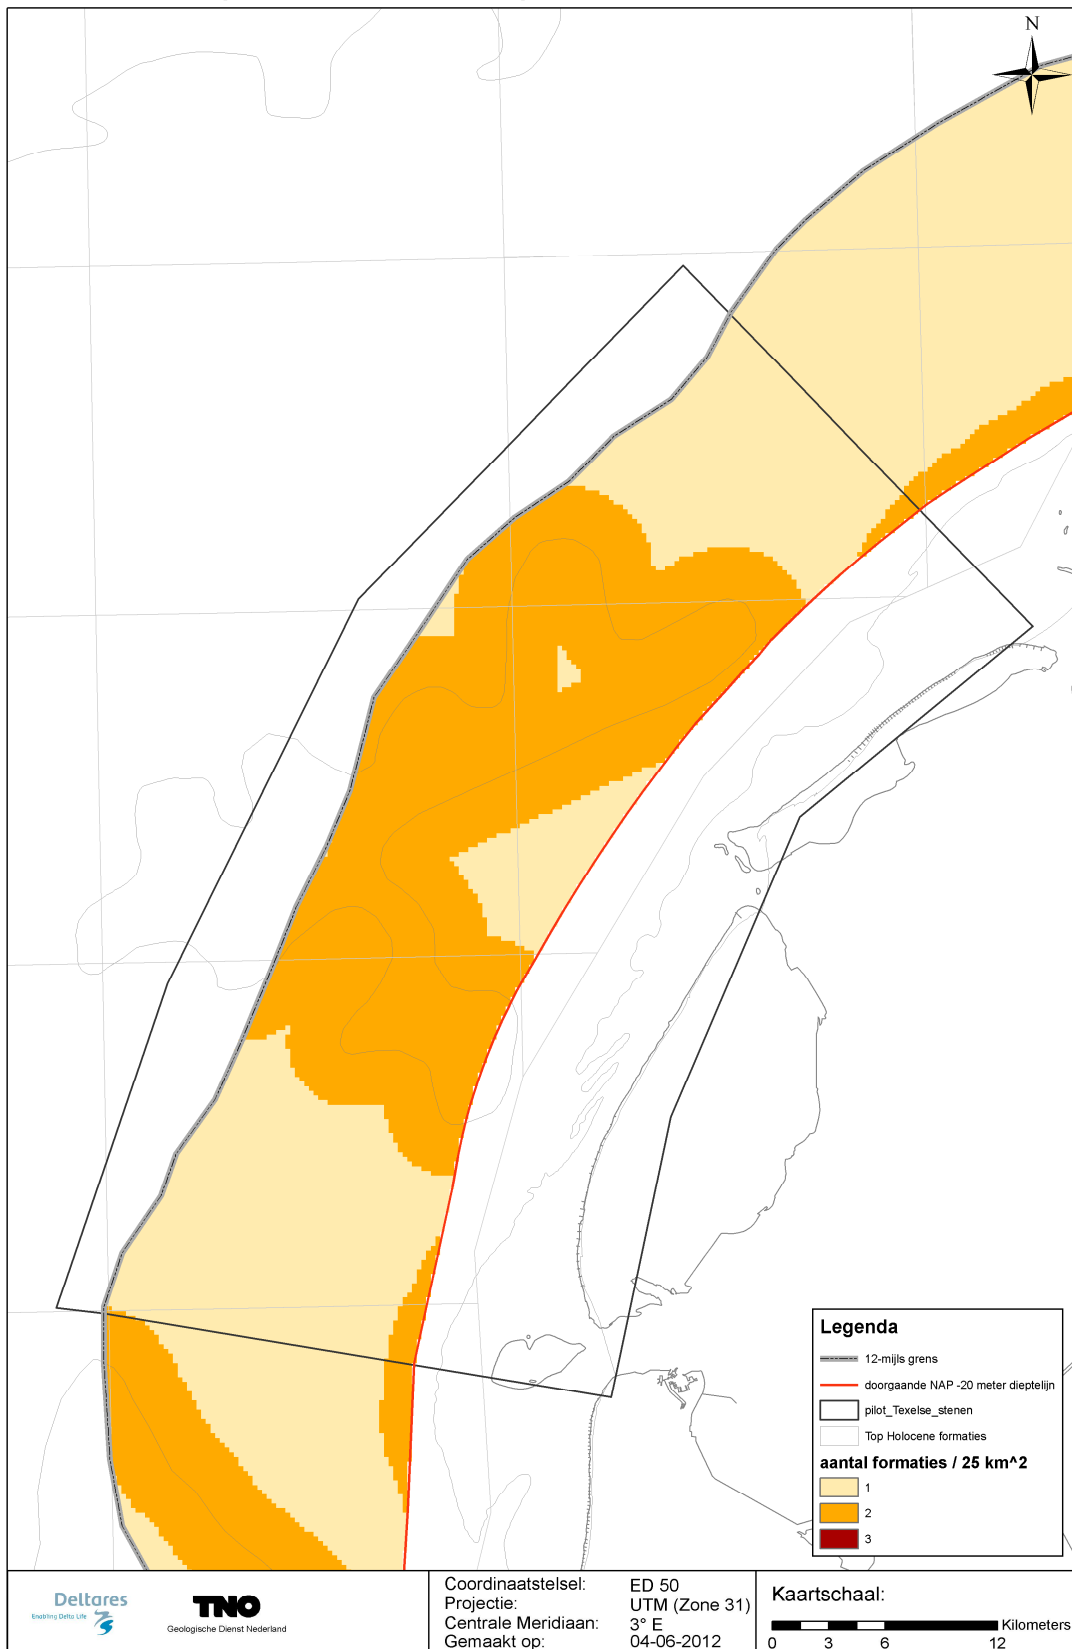 N
Legenda
12-mijls grens
doorgaande NAP -20 meter dieptelijn
pilot_Texelse_stenen
Top Holocene formaties
aantal formaties / 25 km^2
1
2
3
Deltares
Enabling Delta Life
TNO
Geologische Dienst Nederland
Coordinaatstelsel: ED 50
Projectie: UTM (Zone 31)
Centrale Meridiaan: 3° E
Gemaakt op: 04-06-2012
Kaartschaal:
Kilometers
0 3 6 12